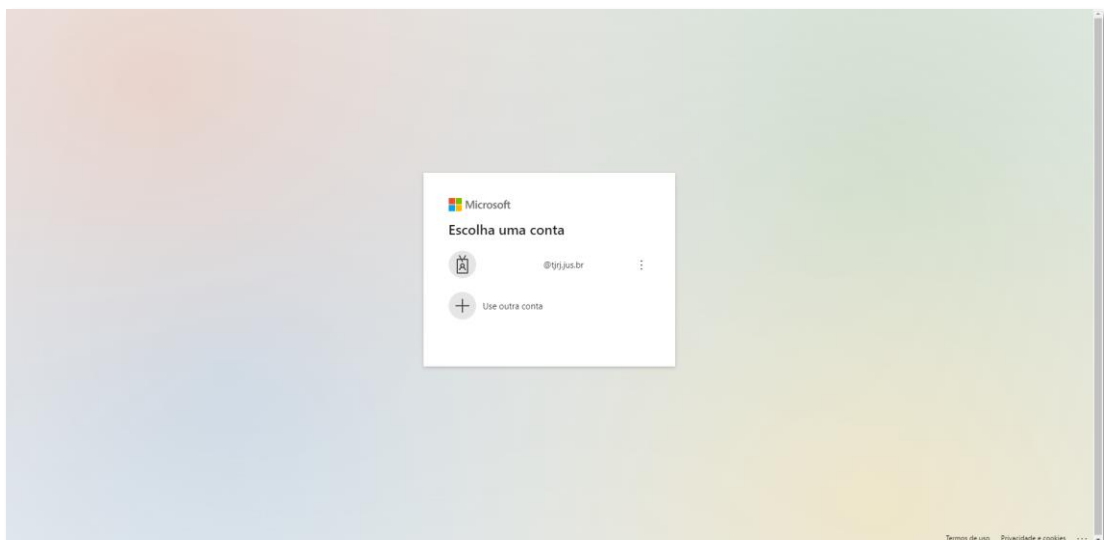 Microsoft
Escolha uma conta
@tjrj.jus.br
Use outra conta
Termos de uso Privacidade e cookies ...